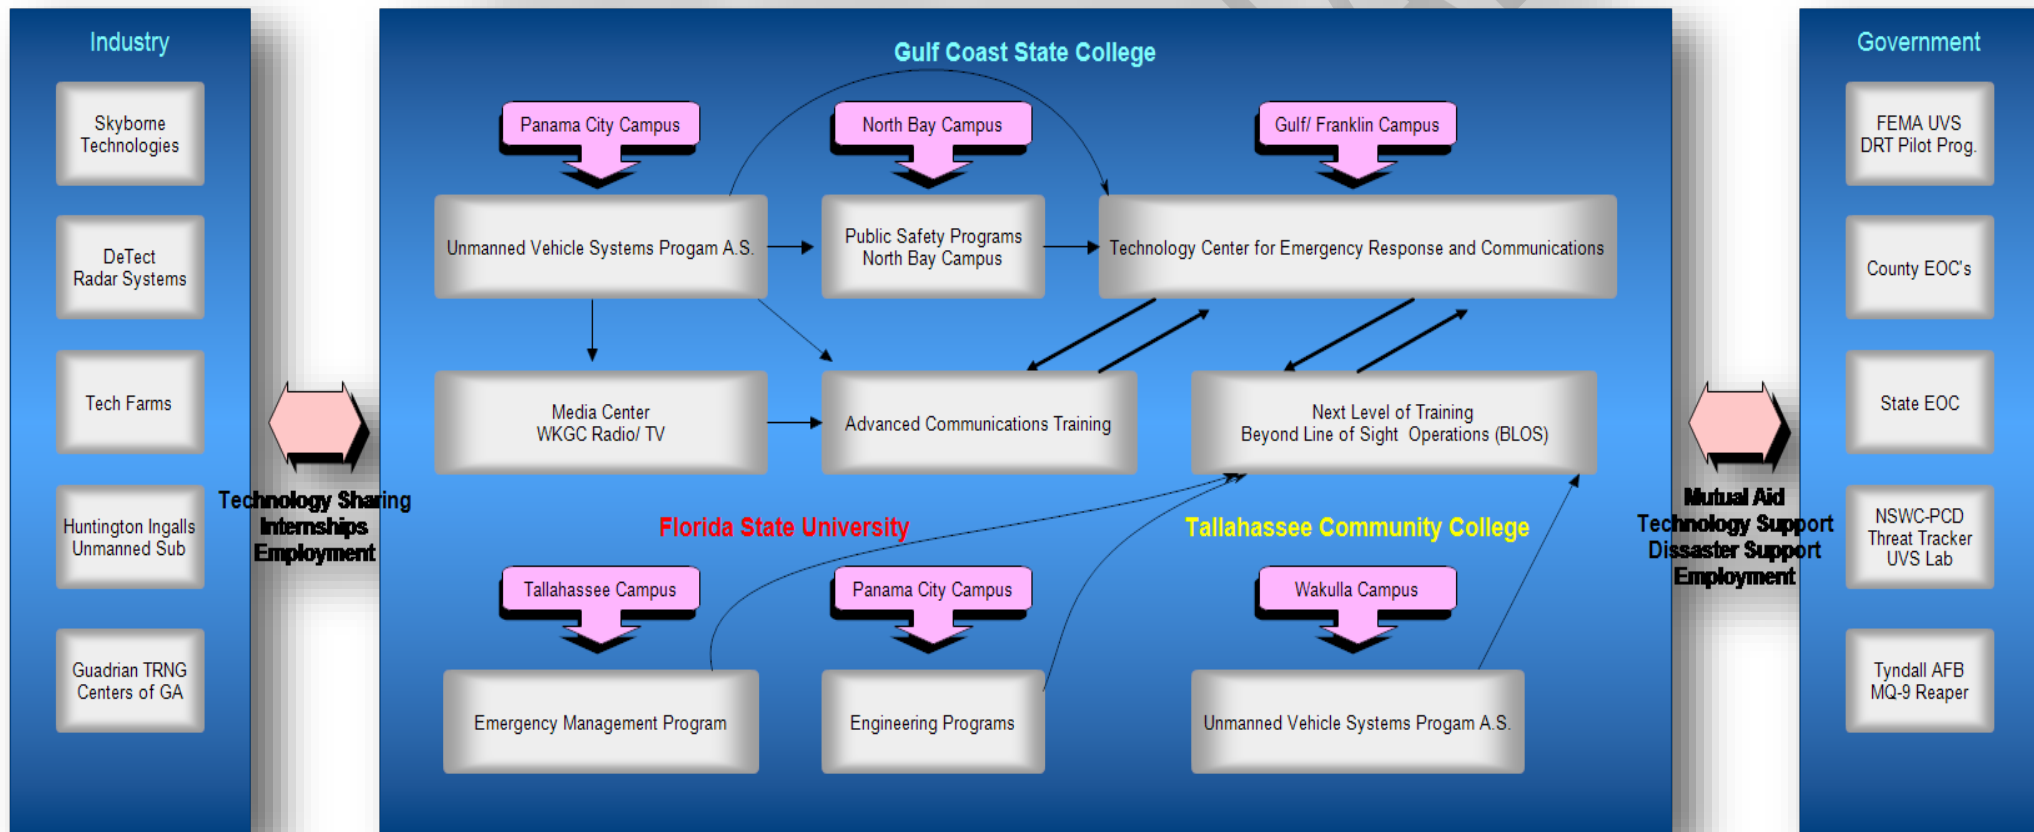 Industry
Skyborne
Technologies
DeTect
Radar Systems
Tech Farms
Huntington Ingalls
Unmanned Sub
Guadrian TRNG
Centers of GA
Technology Sharing
Internships
Employment
Gulf Coast State College
Panama City Campus
North Bay Campus
Gulf/ Franklin Campus
Unmanned Vehicle Systems Progam A.S.
Public Safety Programs
North Bay Campus
Technology Center for Emergency Response and Communications
Media Center
WKGC Radio/ TV
Advanced Communications Training
Next Level of Training
Beyond Line of Sight Operations (BLOS)
Florida State University
Tallahassee Community College
Tallahassee Campus
Panama City Campus
Wakulla Campus
Emergency Management Program
Engineering Programs
Unmanned Vehicle Systems Progam A.S.
Mutual Aid
Technology Support
Dissaster Support
Employment
Government
FEMA UVS
DRT Pilot Prog.
County EOC's
State EOC
NSWC-PCD
Threat Tracker
UVS Lab
Tyndall AFB
MQ-9 Reaper